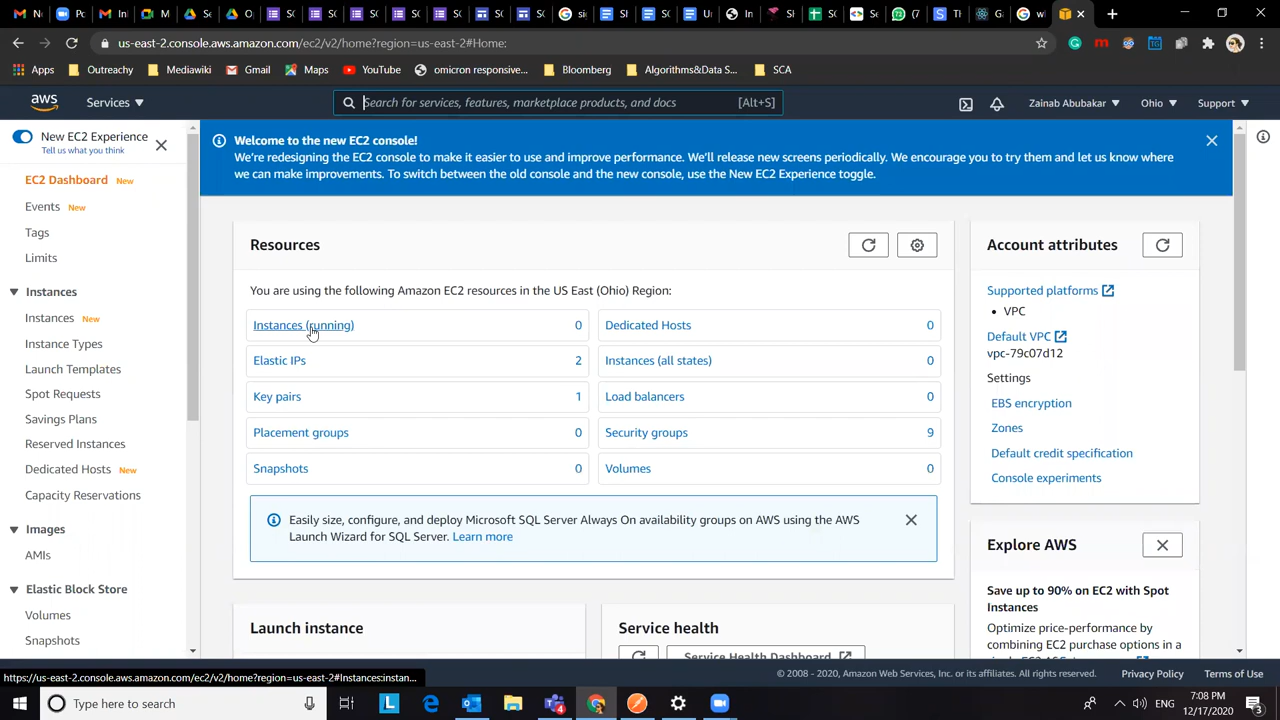 us-east-2.console.aws.amazon.com/ec2/v2/home?region=us-east-2#Home:
Apps
Outreachy
Mediawiki
Gmail
Maps
YouTube
omicron responsive...
Bloomberg
Algorithms&Data S...
SCA
aws
Services
Search for services, features, marketplace products, and docs
[Alt+S]
Zainab Abubakar
Ohio
Support
New EC2 Experience
Tell us what you think
EC2 Dashboard New
Events New
Tags
Limits
Instances
Instances New
Instance Types
Launch Templates
Spot Requests
Savings Plans
Reserved Instances
Dedicated Hosts New
Capacity Reservations
Images
AMIs
Elastic Block Store
Volumes
Snapshots
Welcome to the new EC2 console!
We're redesigning the EC2 console to make it easier to use and improve performance. We'll release new screens periodically. We encourage you to try them and let us know where
we can make improvements. To switch between the old console and the new console, use the New EC2 Experience toggle.
Resources
You are using the following Amazon EC2 resources in the US East (Ohio) Region:
Instances (running) 0
Dedicated Hosts 0
Elastic IPs 2
Instances (all states) 0
Key pairs 1
Load balancers 0
Placement groups 0
Security groups 9
Snapshots 0
Volumes 0
Easily size, configure, and deploy Microsoft SQL Server Always On availability groups on AWS using the AWS
Launch Wizard for SQL Server. Learn more
Launch instance
Service health
Service Health Dashboard
Account attributes
Supported platforms
• VPC
Default VPC
vpc-79c07d12
Settings
EBS encryption
Zones
Default credit specification
Console experiments
Explore AWS
Save up to 90% on EC2 with Spot
Instances
Optimize price-performance by
combining EC2 purchase options in a
https://us-east-2.console.aws.amazon.com/ec2/v2/home?region=us-east-2#Instances:instan...
© 2008 - 2020, Amazon Web Services, Inc. or its affiliates. All rights reserved.
Privacy Policy
Terms of Use
Type here to search
ENG
7:08 PM
12/17/2020
3